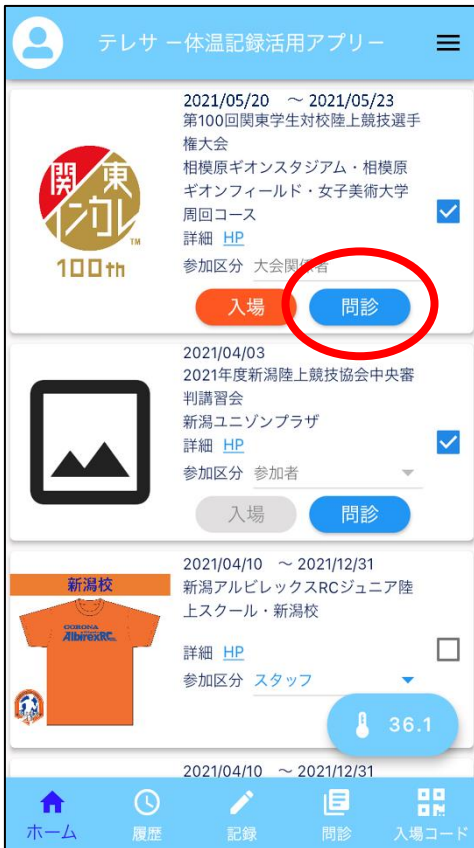 テレサ －体温記録活用アプリ－
2021/05/20 ～ 2021/05/23
第100回関東学生対校陸上競技選手
権大会
相模原ギオンスタジアム・相模原
ギオンフィールド・女子美術大学
周回コース
詳細 HP
参加区分 大会関係者
入場 問診
関東
インカレ
TM
100th
2021/04/03
2021年度新潟陸上競技協会中央審
判講習会
新潟ユニゾンプラザ
詳細 HP
参加区分 参加者
入場 問診
2021/04/10 ～ 2021/12/31
新潟アルビレックスRCジュニア陸
上スクール・新潟校
詳細 HP
参加区分 スタッフ
新潟校
CORONA
AlbirexRC
36.1
2021/04/10 ～ 2021/12/31
ホーム 履歴 記録 問診 入場コード